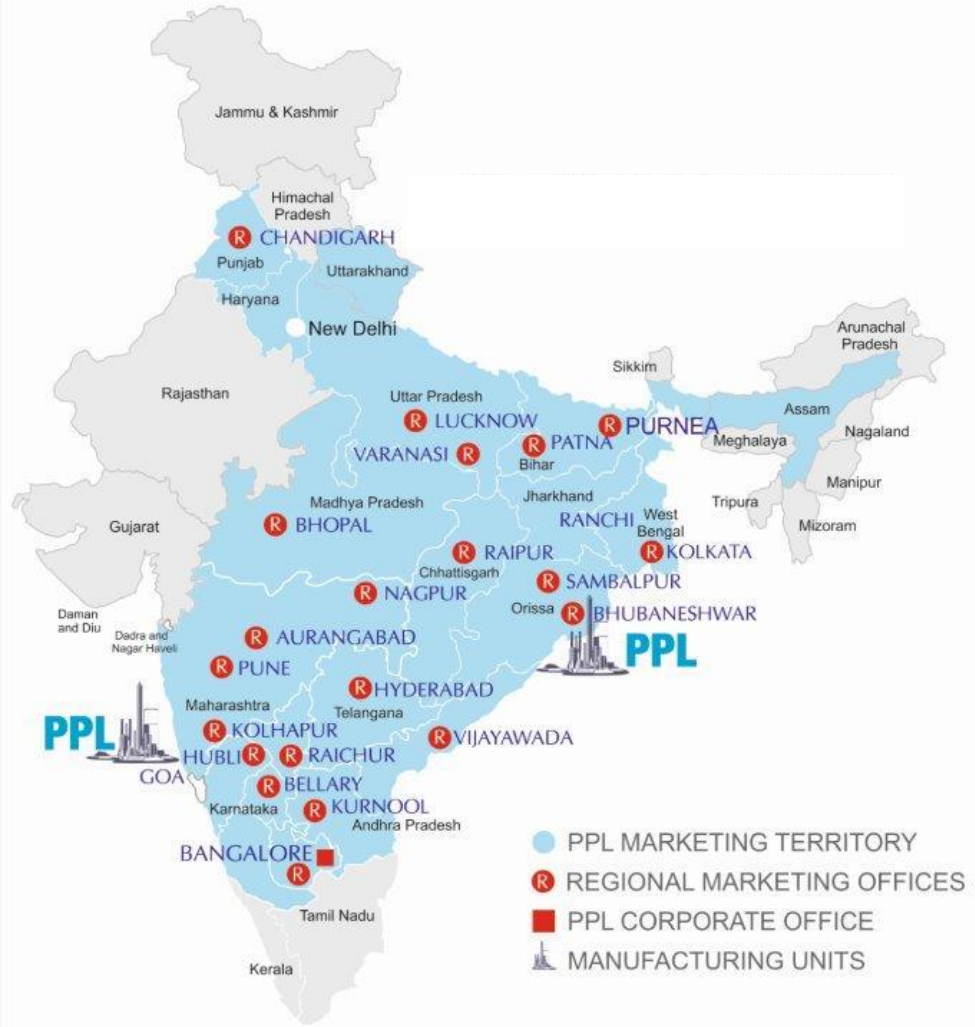 Jammu & Kashmir
Himachal
Pradesh
R CHANDIGARH
Punjab
Uttarakhand
Haryana
New Delhi
Arunachal
Pradesh
Sikkim
Rajasthan
Uttar Pradesh
Assam
R LUCKNOW
R PURNEA
Nagaland
Meghalaya
VARANASI R
R PATNA
Bihar
Manipur
Jharkhand
Madhya Pradesh
Tripura
Gujarat
R BHOPAL
RANCHI
West
Bengal
Mizoram
R RAIPUR
R KOLKATA
Chhattisgarh
R SAMBALPUR
R NAGPUR
Orissa
R BHUBANESHWAR
Daman
and Diu
Dadra and
Nagar Haveli
R AURANGABAD
PPL
R PUNE
R HYDERABAD
Maharashtra
Telangana
PPL
R KOLHAPUR
R VIJAYAWADA
HUBLI R
R RAICHUR
GOA
R BELLARY
Karnataka
R KURNOOL
Andhra Pradesh
BANGALORE
R
Tamil Nadu
Kerala
PPL MARKETING TERRITORY
R REGIONAL MARKETING OFFICES
PPL CORPORATE OFFICE
MANUFACTURING UNITS